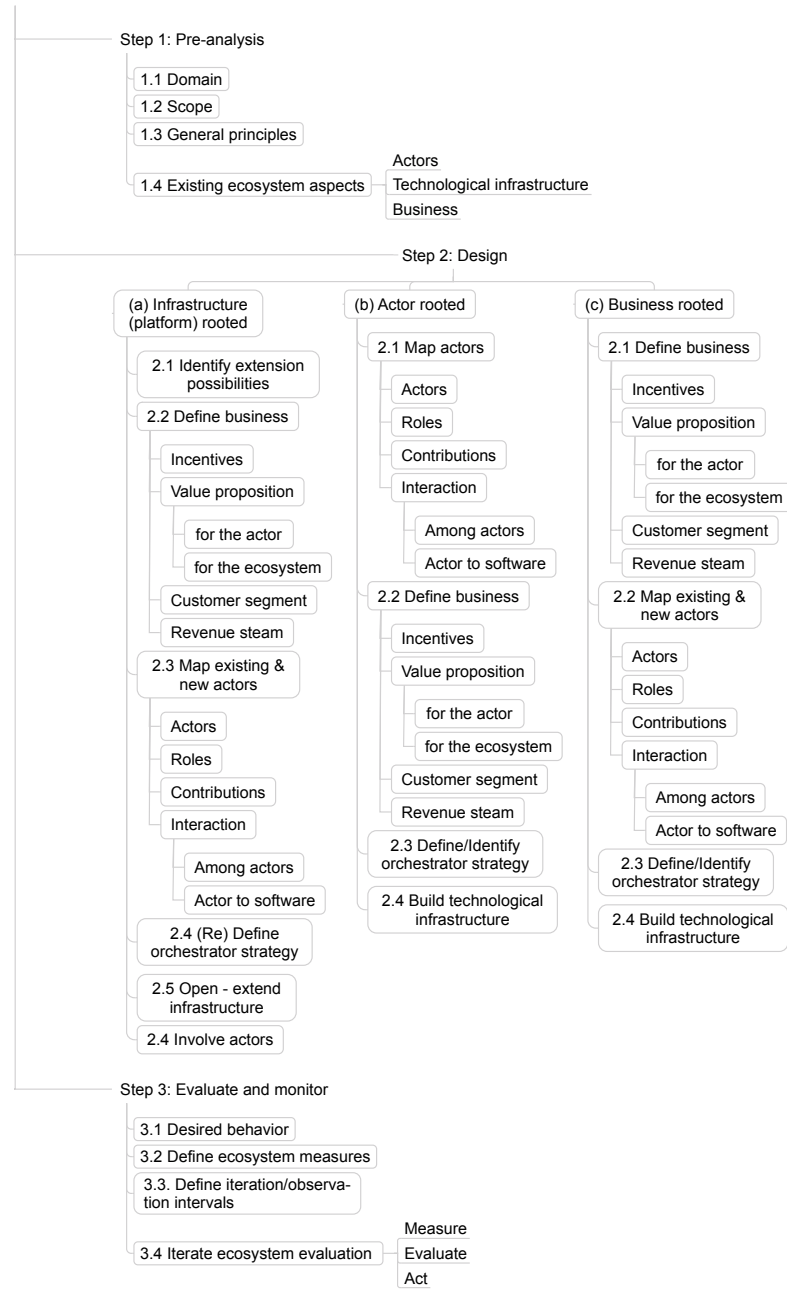 Step 1: Pre-analysis
1.1 Domain
1.2 Scope
1.3 General principles
1.4 Existing ecosystem aspects
Actors
Technological infrastructure
Business
Step 2: Design
(a) Infrastructure
(platform) rooted
2.1 Identify extension
possibilities
2.2 Define business
Incentives
Value proposition
for the actor
for the ecosystem
Customer segment
Revenue steam
2.3 Map existing &
new actors
Actors
Roles
Contributions
Interaction
Among actors
Actor to software
2.4 (Re) Define
orchestrator strategy
2.5 Open - extend
infrastructure
2.4 Involve actors
(b) Actor rooted
2.1 Map actors
Actors
Roles
Contributions
Interaction
Among actors
Actor to software
2.2 Define business
Incentives
Value proposition
for the actor
for the ecosystem
Customer segment
Revenue steam
2.3 Define/Identify
orchestrator strategy
2.4 Build technological
infrastructure
(c) Business rooted
2.1 Define business
Incentives
Value proposition
for the actor
for the ecosystem
Customer segment
Revenue steam
2.2 Map existing &
new actors
Actors
Roles
Contributions
Interaction
Among actors
Actor to software
2.3 Define/Identify
orchestrator strategy
2.4 Build technological
infrastructure
Step 3: Evaluate and monitor
3.1 Desired behavior
3.2 Define ecosystem measures
3.3. Define iteration/observa-
tion intervals
3.4 Iterate ecosystem evaluation
Measure
Evaluate
Act